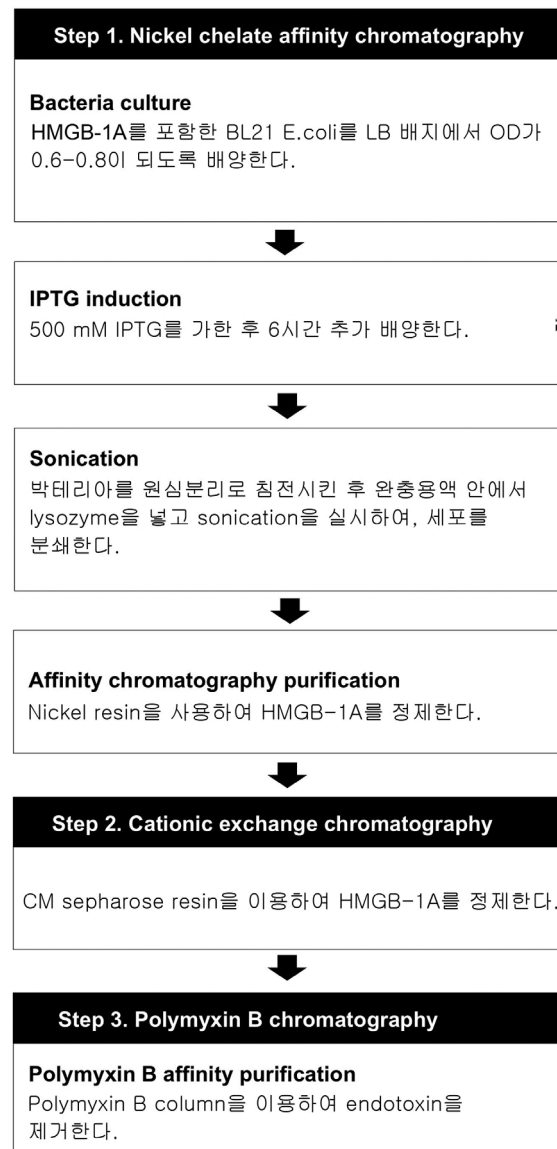 Step 1. Nickel chelate affinity chromatography
Bacteria culture
HMGB-1A를 포함한 BL21 E.coli를 LB 배지에서 OD가
0.6-0.8이 되도록 배양한다.
IPTG induction
500 mM IPTG를 가한 후 6시간 추가 배양한다.
Sonication
박테리아를 원심분리로 침전시킨 후 완충용액 안에서
lysozyme을 넣고 sonication을 실시하여, 세포를
분쇄한다.
Affinity chromatography purification
Nickel resin을 사용하여 HMGB-1A를 정제한다.
Step 2. Cationic exchange chromatography
CM sepharose resin을 이용하여 HMGB-1A를 정제한다.
Step 3. Polymyxin B chromatography
Polymyxin B affinity purification
Polymyxin B column을 이용하여 endotoxin을
제거한다.